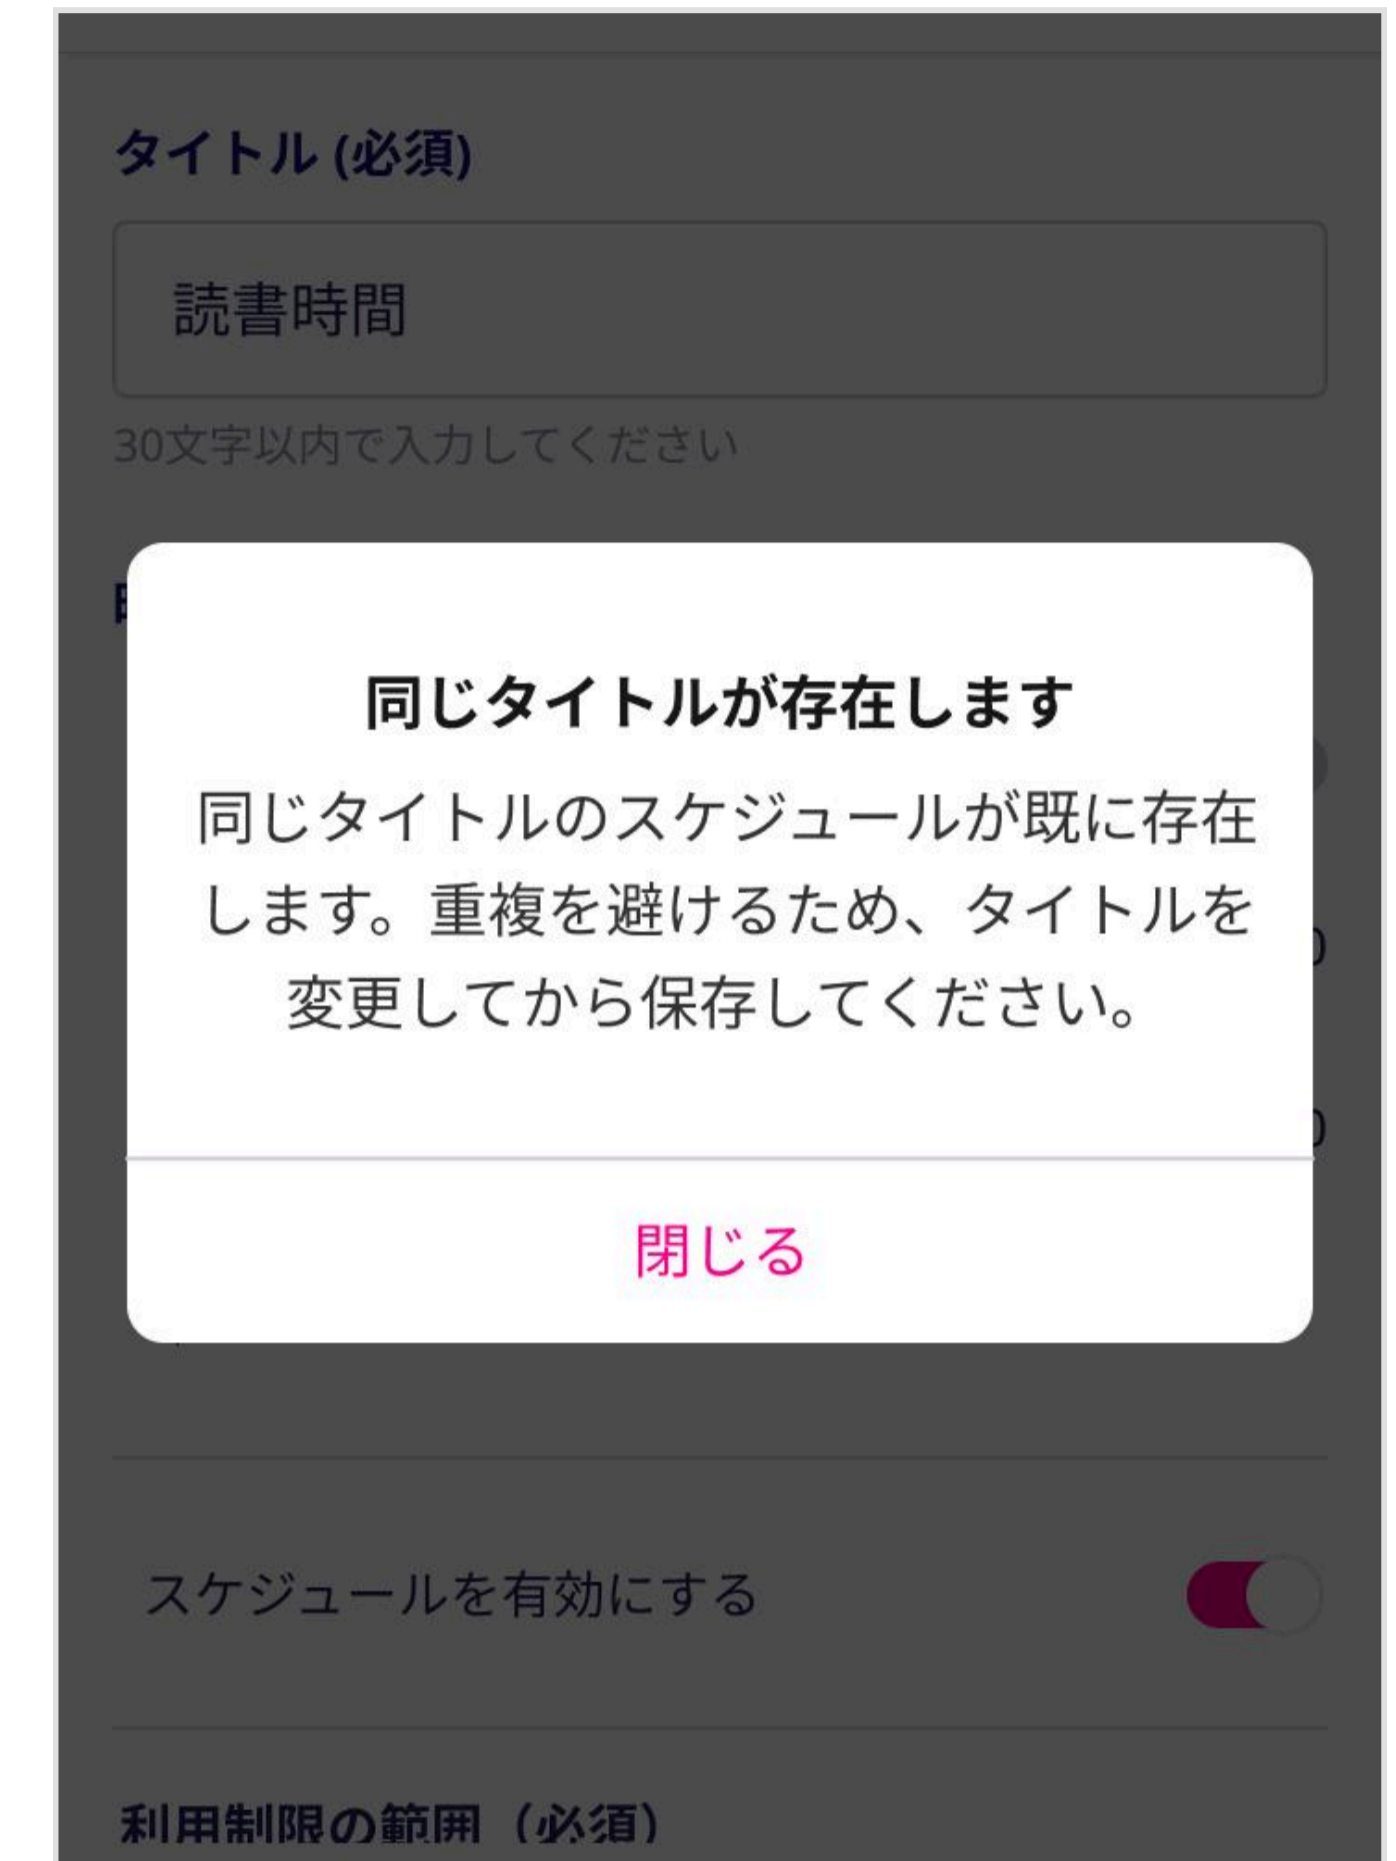 タイトル (必須)
読書時間
30文字以内で入力してください
同じタイトルが存在します
同じタイトルのスケジュールが既に存在
します。重複を避けるため、タイトルを
変更してから保存してください。
閉じる
スケジュールを有効にする
利用制限の範囲（必須）